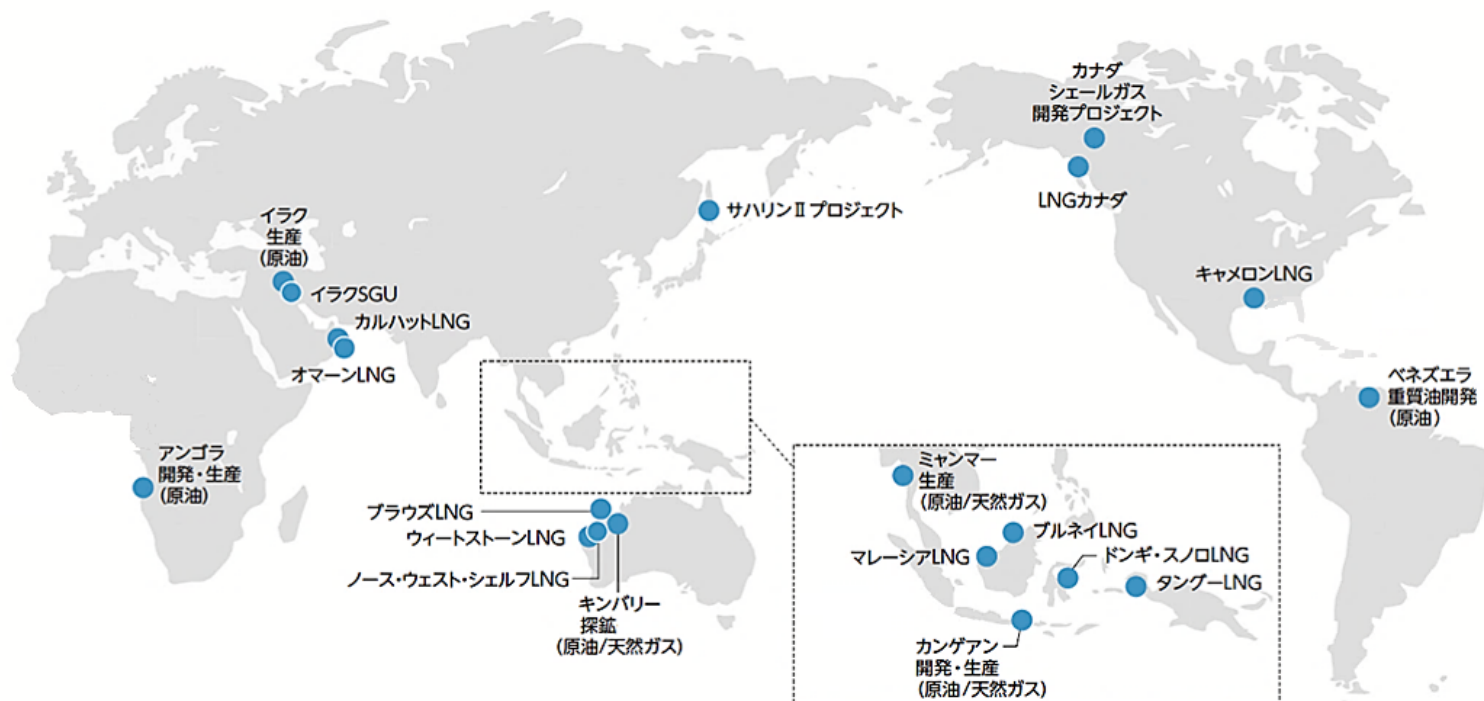 カナダ
シェールガス
開発プロジェクト
LNGカナダ
サハリンⅡ プロジェクト
イラク
生産
(原油)
イラクSGU
カルハットLNG
オマーンLNG
キャメロンLNG
ベネズエラ
重質油開発
(原油)
アンゴラ
開発・生産
(原油)
ブラウズLNG
ウィートストーンLNG
ノース・ウェスト・シェルフLNG
キンバリー
探鉱
(原油/天然ガス)
ミャンマー
生産
(原油/天然ガス)
ブルネイLNG
マレーシアLNG
ドンギ・スノロLNG
タングーLNG
カンゲアン
開発・生産
(原油/天然ガス)